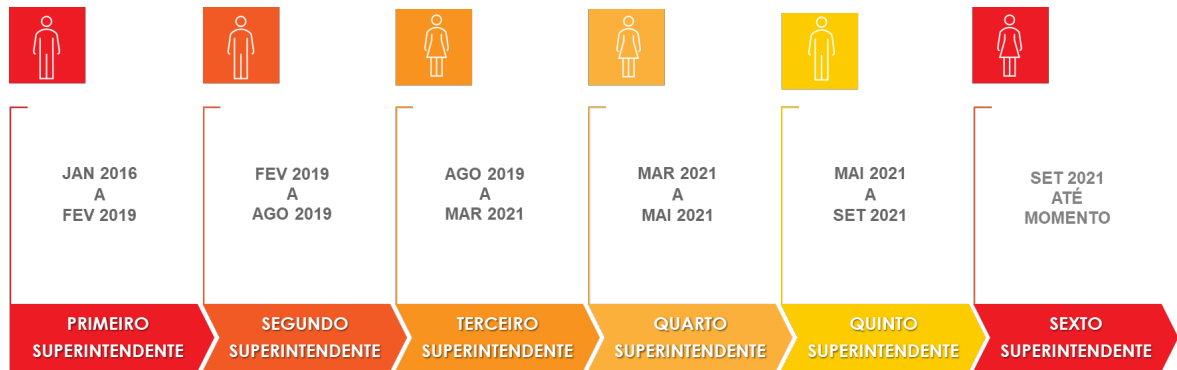 JAN 2016
A
FEV 2019
FEV 2019
A
AGO 2019
AGO 2019
A
MAR 2021
MAR 2021
A
MAI 2021
MAI 2021
A
SET 2021
SET 2021
ATÉ
MOMENTO
PRIMEIRO
SUPERINTENDENTE
SEGUNDO
SUPERINTENDENTE
TERCEIRO
SUPERINTENDENTE
QUARTO
SUPERINTENDENTE
QUINTO
SUPERINTENDENTE
SEXTO
SUPERINTENDENTE